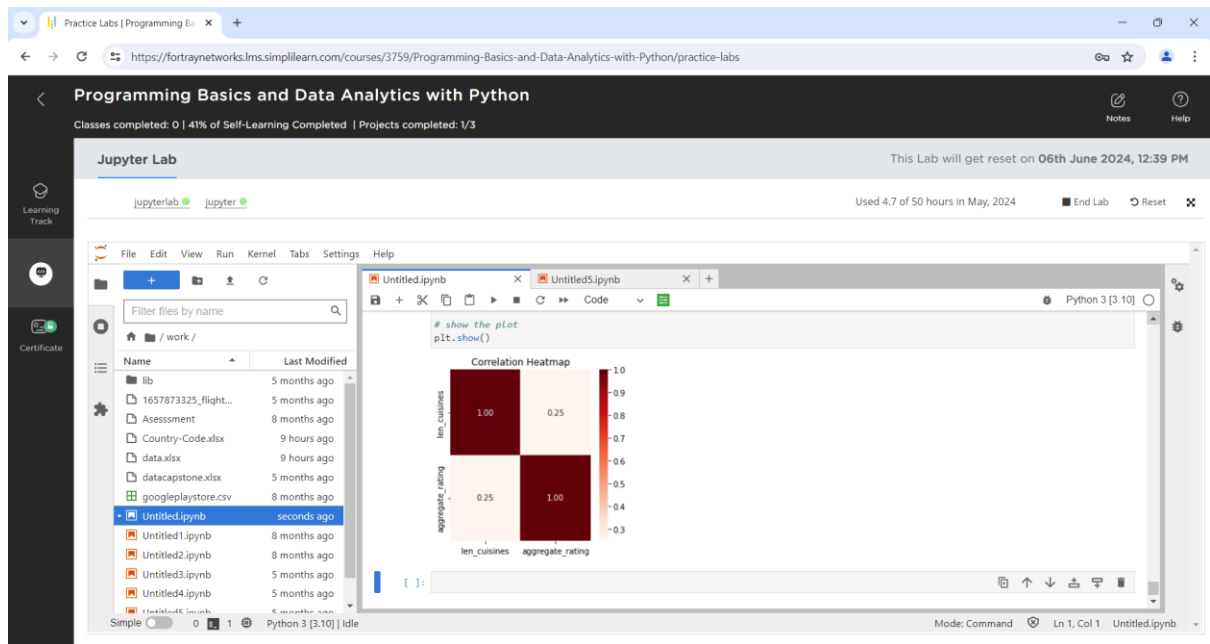 Practice Labs | Programming Ba
https://fortraynetworks.lms.simplilearn.com/courses/3759/Programming-Basics-and-Data-Analytics-with-Python/practice-labs
Programming Basics and Data Analytics with Python
Classes completed: 0 | 41% of Self-Learning Completed | Projects completed: 1/3
Notes
Help
Learning
Track
Certificate
Jupyter Lab
This Lab will get reset on 06th June 2024, 12:39 PM
jupyterlab jupyter
Used 4.7 of 50 hours in May, 2024
End Lab
Reset
File Edit View Run Kernel Tabs Settings Help
Filter files by name
/ work /
Name Last Modified
lib 5 months ago
1657873325_flight... 5 months ago
Asesssment 8 months ago
Country-Code.xlsx 9 hours ago
data.xlsx 9 hours ago
datacapstone.xlsx 5 months ago
googleplaystore.csv 8 months ago
Untitled.ipynb seconds ago
Untitled1.ipynb 8 months ago
Untitled2.ipynb 8 months ago
Untitled3.ipynb 5 months ago
Untitled4.ipynb 5 months ago
Untitled5.ipynb 5 months ago
Untitled.ipynb
Untitled5.ipynb
Code
Python 3 [3.10]
# show the plot
plt.show()
Correlation Heatmap
len_cuisines
aggregate_rating
1.00 0.25
0.25 1.00
len_cuisines aggregate_rating
1.0
0.9
0.8
0.7
0.6
0.5
0.4
0.3
[ ]:
Simple 0 $_ 1 Python 3 [3.10] | Idle
Mode: Command Ln 1, Col 1 Untitled.ipynb